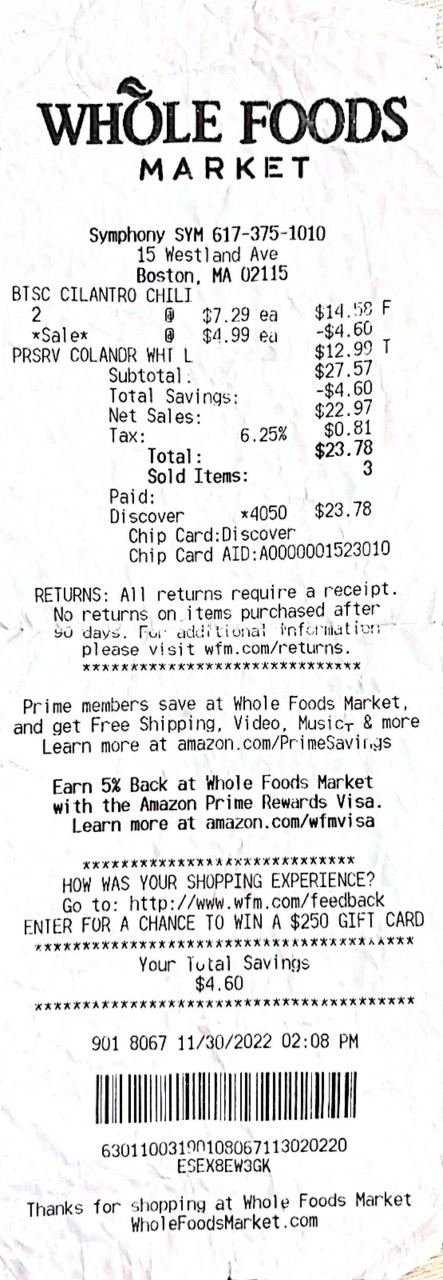 WHOLE FOODS
MARKET
Symphony SYM 617-375-1010
15 Westland Ave
Boston, MA 02115
BTSC CILANTRO CHILI
2 @ $7.29 ea $14.58 F
*Sale* @ $4.99 ea -$4.60
PRSRV COLANDR WHT L $12.99 T
Subtotal: $27.57
Total Savings: -$4.60
Net Sales: $22.97
Tax: 6.25% $0.81
Total: $23.78
Sold Items: 3
Paid:
Discover *4050 $23.78
Chip Card:Discover
Chip Card AID:A0000001523010
RETURNS: All returns require a receipt.
No returns on items purchased after
90 days. For additional information
please visit wfm.com/returns.
*****************************
Prime members save at Whole Foods Market,
and get Free Shipping, Video, Music, & more
Learn more at amazon.com/PrimeSavings
Earn 5% Back at Whole Foods Market
with the Amazon Prime Rewards Visa.
Learn more at amazon.com/wfmvisa
*****************************
HOW WAS YOUR SHOPPING EXPERIENCE?
Go to: http://www.wfm.com/feedback
ENTER FOR A CHANCE TO WIN A $250 GIFT CARD
****************************************
Your Total Savings
$4.60
****************************************
901 8067 11/30/2022 02:08 PM
63011003190108067113020220
ESEX8EW3GK
Thanks for shopping at Whole Foods Market
WholeFoodsMarket.com